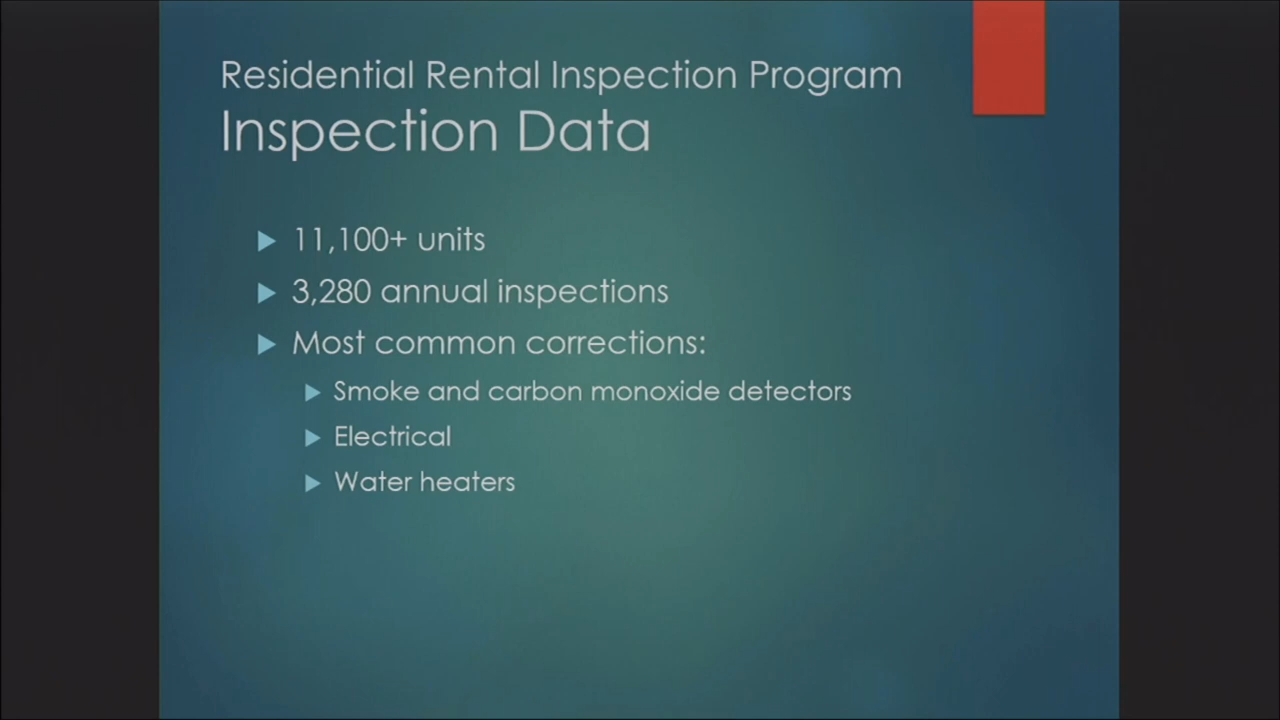 Residential Rental Inspection Program
Inspection Data
11,100+ units
3,280 annual inspections
Most common corrections:
Smoke and carbon monoxide detectors
Electrical
Water heaters